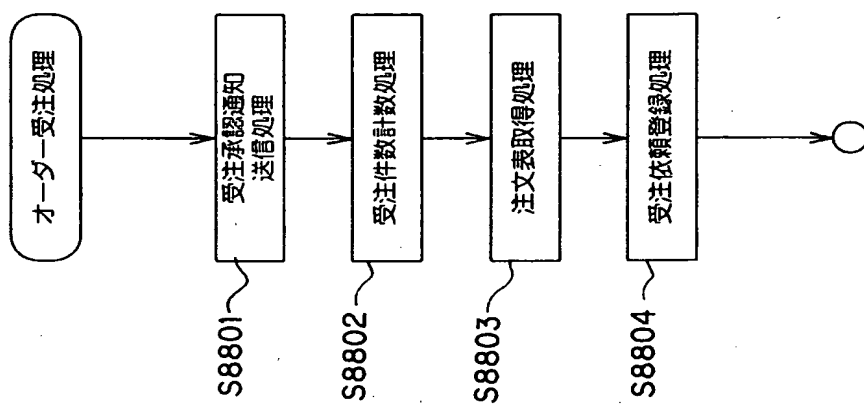 オーダー受注処理
S8801
受注承認通知
送信処理
S8802
受注件数計数処理
S8803
注文表取得処理
S8804
受注依頼登録処理